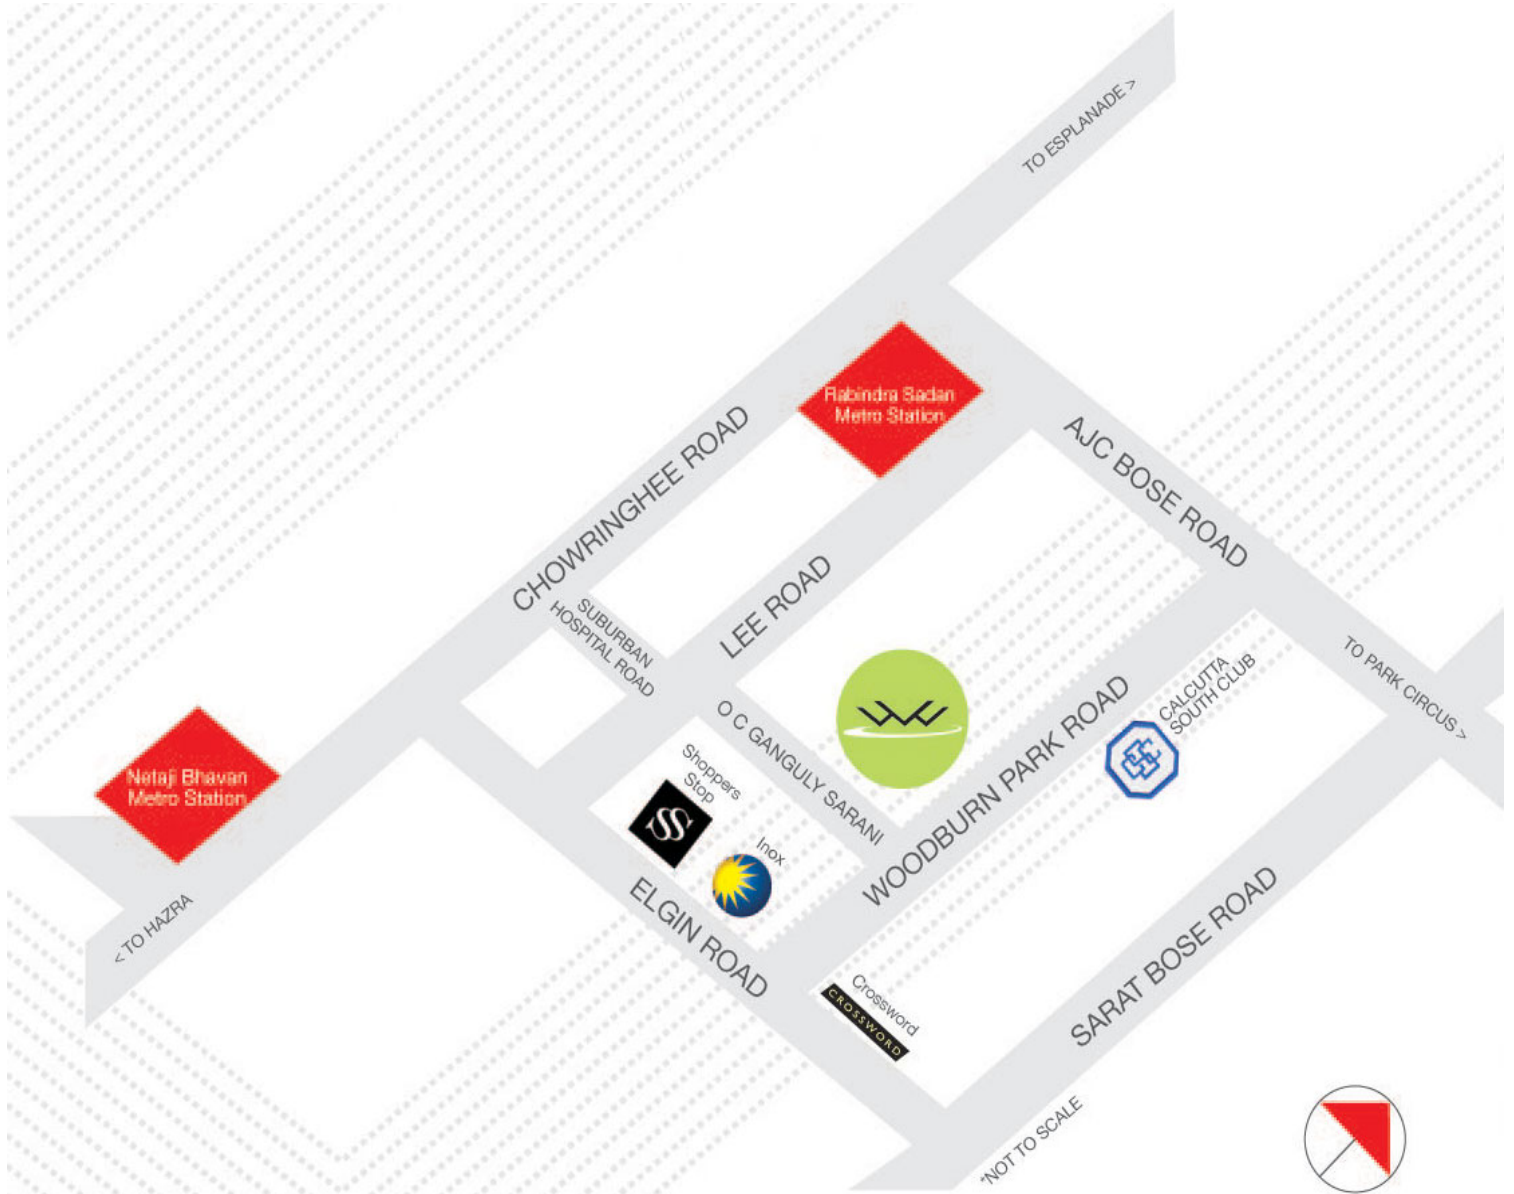 TO ESPLANADE >
Rabindra Sadan
Metro Station
CHOWRINGHEE ROAD
AJC BOSE ROAD
SUBURBAN
HOSPITAL ROAD
LEE ROAD
TO PARK CIRCUS >
CALCUTTA
SOUTH CLUB
O C GANGULY SARANI
WOODBURN PARK ROAD
Netaji Bhavan
Metro Station
Shoppers
Stop
SS
Inox
< TO HAZRA
ELGIN ROAD
SARAT BOSE ROAD
Crossword
CROSSWORD
*NOT TO SCALE